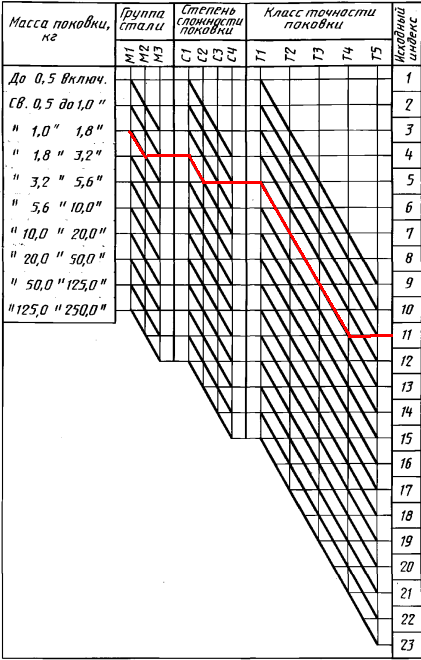 Масса поковки, кг
Группа стали
Степень сложности поковки
Класс точности поковки
Исходный индекс
М1 М2 М3 С1 С2 С3 С4 Т1 Т2 Т3 Т4 Т5
До 0,5 включ. 1
Св. 0,5 до 1,0 " 2
" 1,0 " 1,8 " 3
" 1,8 " 3,2 " 4
" 3,2 " 5,6 " 5
" 5,6 " 10,0 " 6
" 10,0 " 20,0 " 7
" 20,0 " 50,0 " 8
" 50,0 " 125,0 " 9
" 125,0 " 250,0 " 10
11
12
13
14
15
16
17
18
19
20
21
22
23